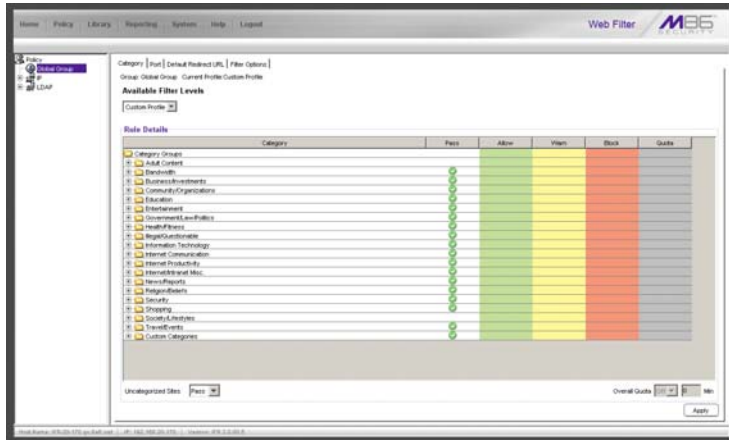 Home Policy Library Reporting System Help Logout
Web Filter
M86
SECURITY
Policy
Global Group
IP
LDAP
Category Port Default Redirect URL Filter Options
Group: Global Group Current Profile:Custom Profile
Available Filter Levels
Custom Profile
Rule Details
Category Pass Allow Warn Block Quota
Category Groups
Adult Content
Bandwidth
Business/Investments
Community/Organizations
Education
Entertainment
Government/Law/Politics
Health/Fitness
Illegal/Questionable
Information Technology
Internet Communication
Internet Productivity
Internet/Intranet Misc.
News/Reports
Religion/Beliefs
Security
Shopping
Society/Lifestyles
Travel/Events
Custom Categories
Uncategorized Sites Pass Overall Quota Off 0 Min
Apply